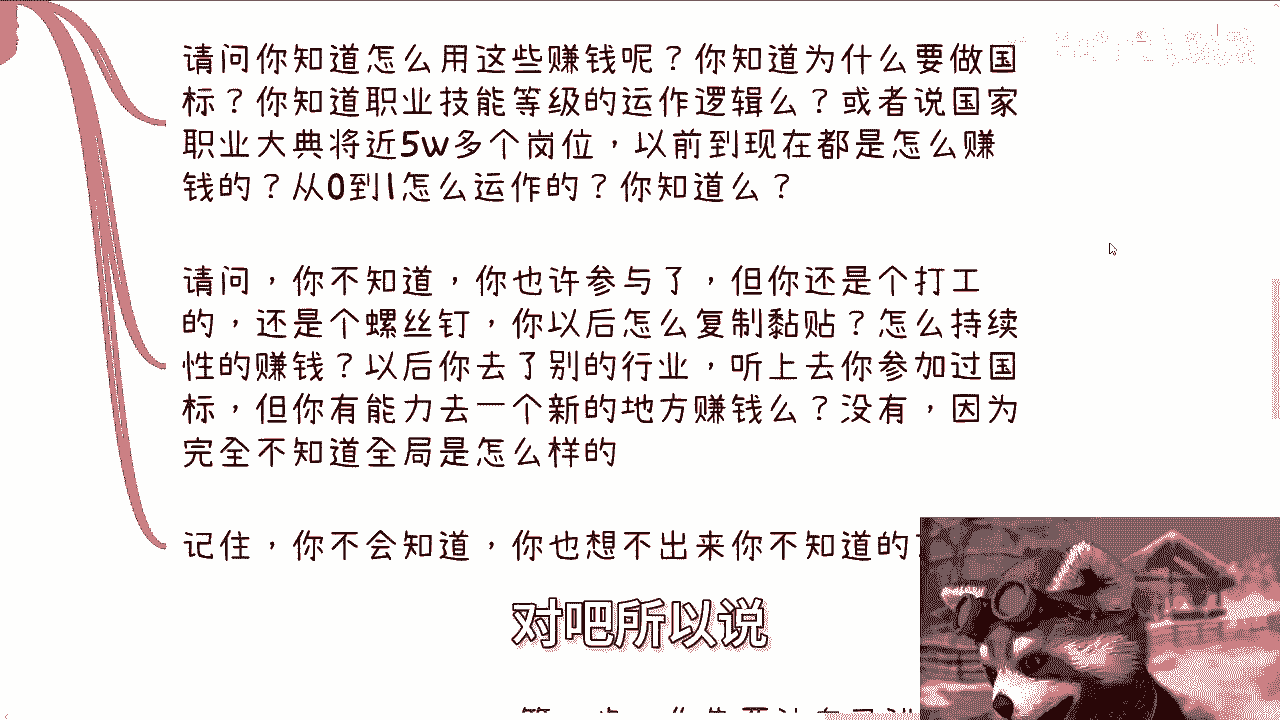 请问你知道怎么用这些赚钱呢？你知道为什么要做国
标？你知道职业技能等级的运作逻辑么？或者说国家
职业大典将近5w多个岗位，以前到现在都是怎么赚
钱的？从0到1怎么运作的？你知道么？
请问，你不知道，你也许参与了，但你还是个打工
的，还是个螺丝钉，你以后怎么复制黏贴？怎么持续
性的赚钱？以后你去了别的行业，听上去你参加过国
标，但你有能力去一个新的地方赚钱么？没有，因为
完全不知道全局是怎么样的
记住，你不会知道，你也想不出来你不知道的
对吧所以说